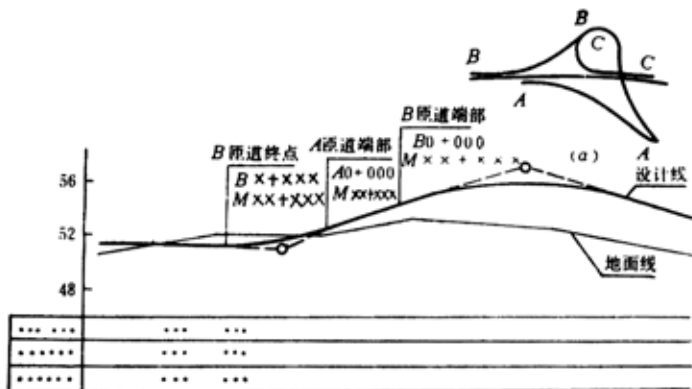 B
B
C
C
A
A
(a)
B匝道终点
B××+×××
M××+×××
A匝道端部
A0+000
M××+×××
B匝道端部
B0+000
M××+×××
设计线
地面线
56
52
48